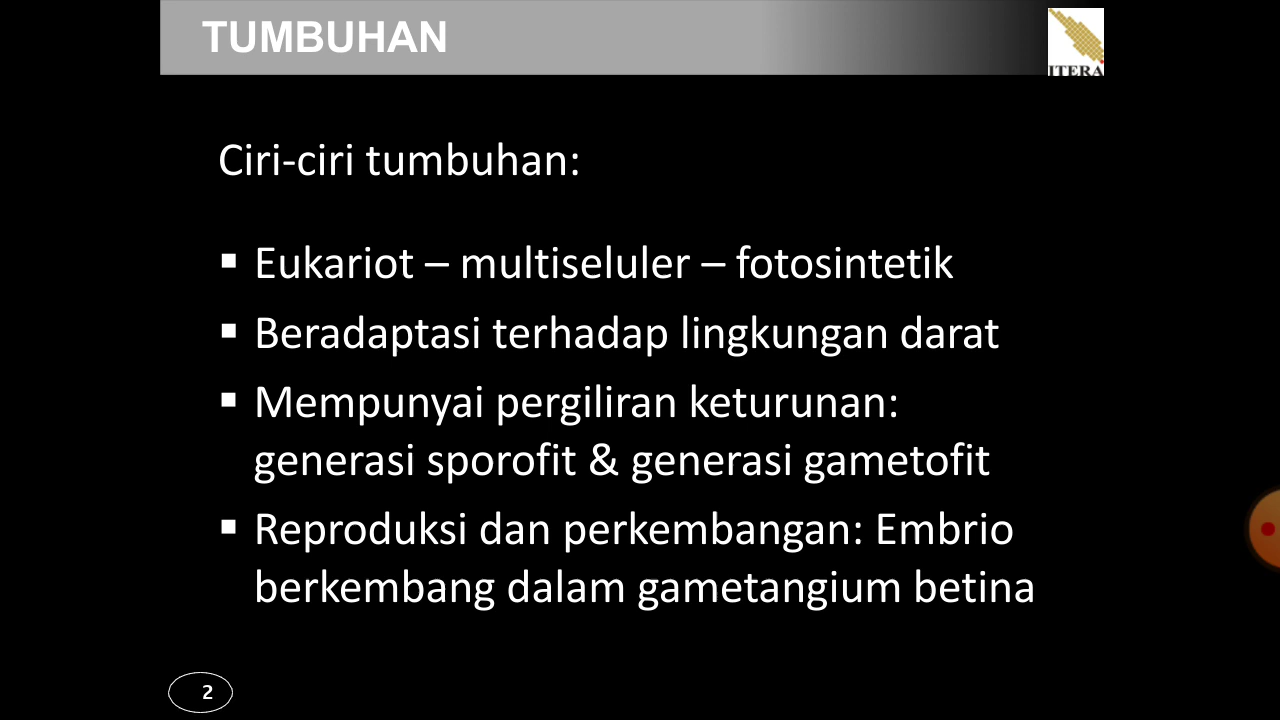 TUMBUHAN
ITERA
Ciri-ciri tumbuhan:
▪ Eukariot – multiseluler – fotosintetik
▪ Beradaptasi terhadap lingkungan darat
▪ Mempunyai pergiliran keturunan:
generasi sporofit & generasi gametofit
▪ Reproduksi dan perkembangan: Embrio
berkembang dalam gametangium betina
2